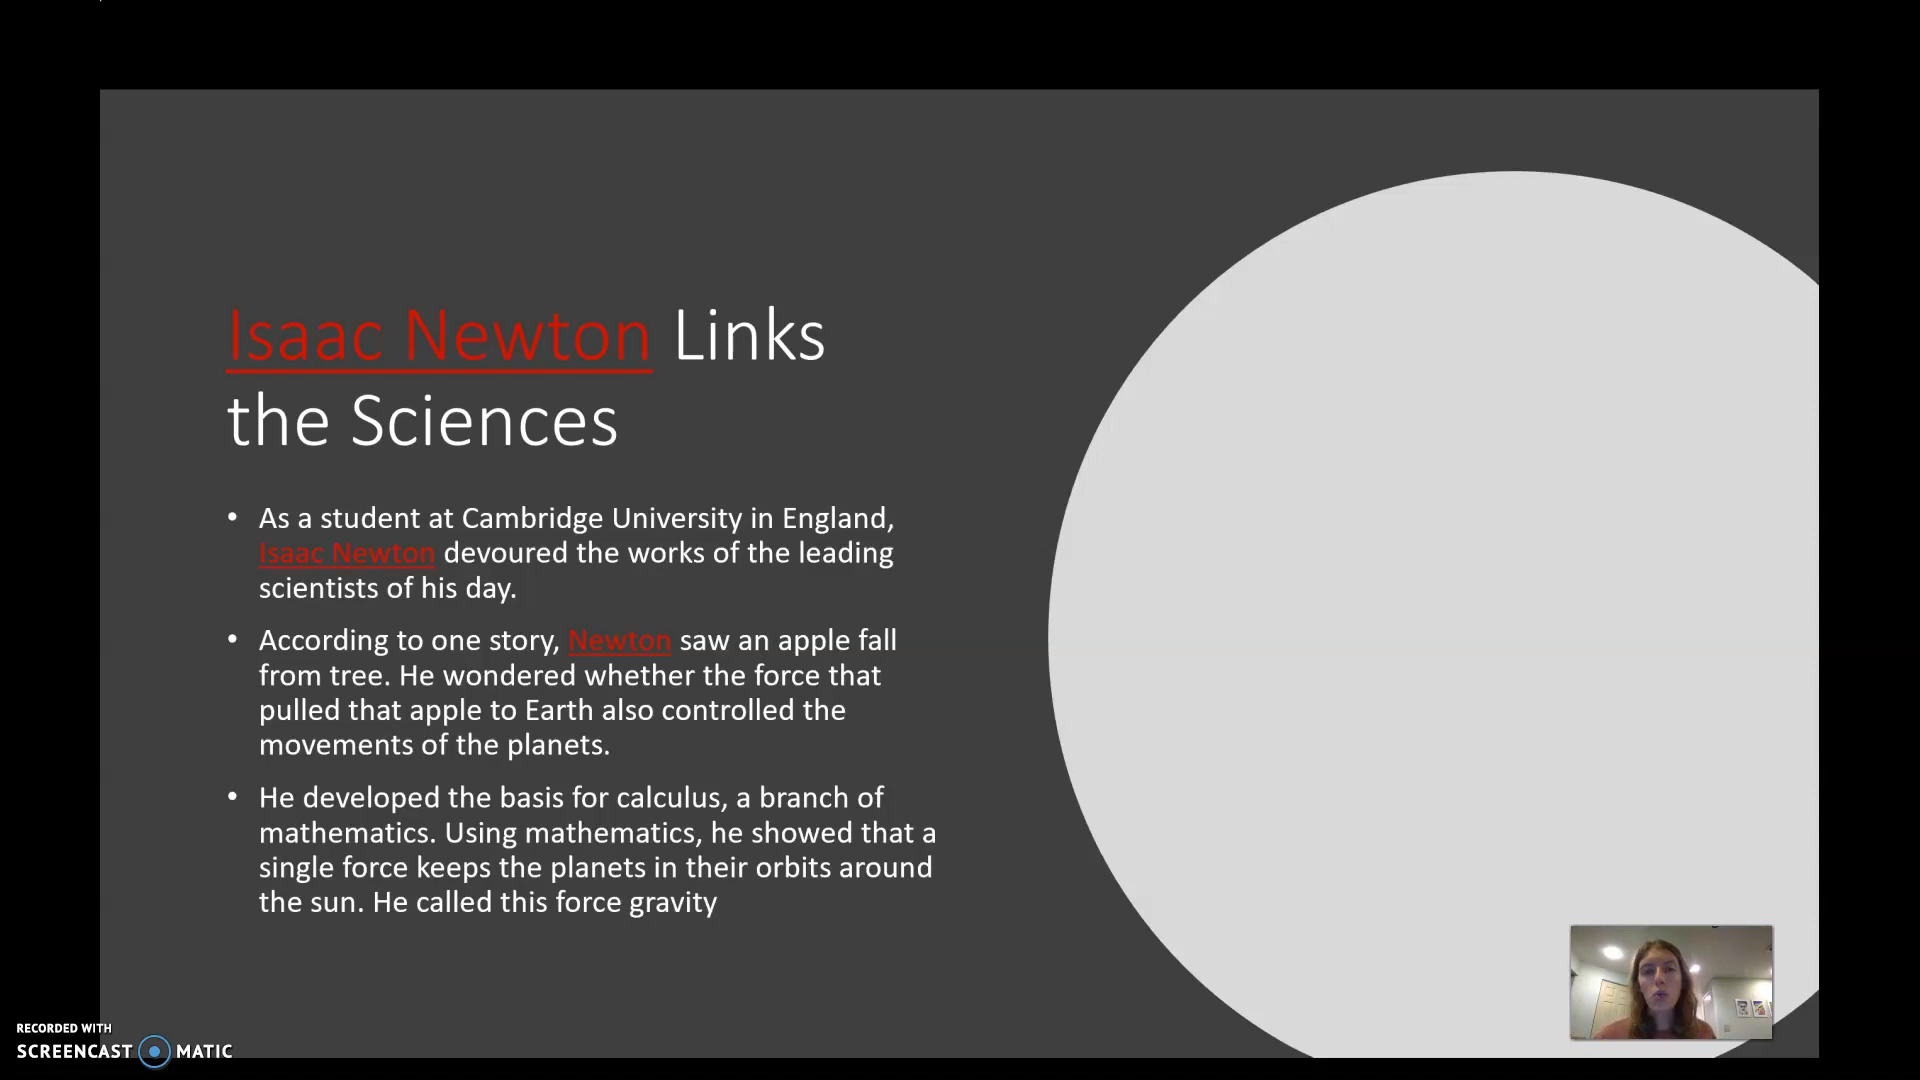 Isaac Newton Links
the Sciences
• As a student at Cambridge University in England,
Isaac Newton devoured the works of the leading
scientists of his day.
• According to one story, Newton saw an apple fall
from tree. He wondered whether the force that
pulled that apple to Earth also controlled the
movements of the planets.
• He developed the basis for calculus, a branch of
mathematics. Using mathematics, he showed that a
single force keeps the planets in their orbits around
the sun. He called this force gravity
RECORDED WITH
SCREENCAST MATIC